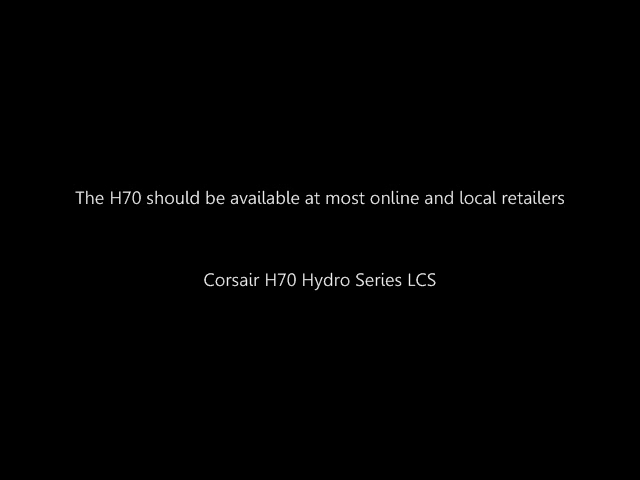 The H70 should be available at most online and local retailers
Corsair H70 Hydro Series LCS